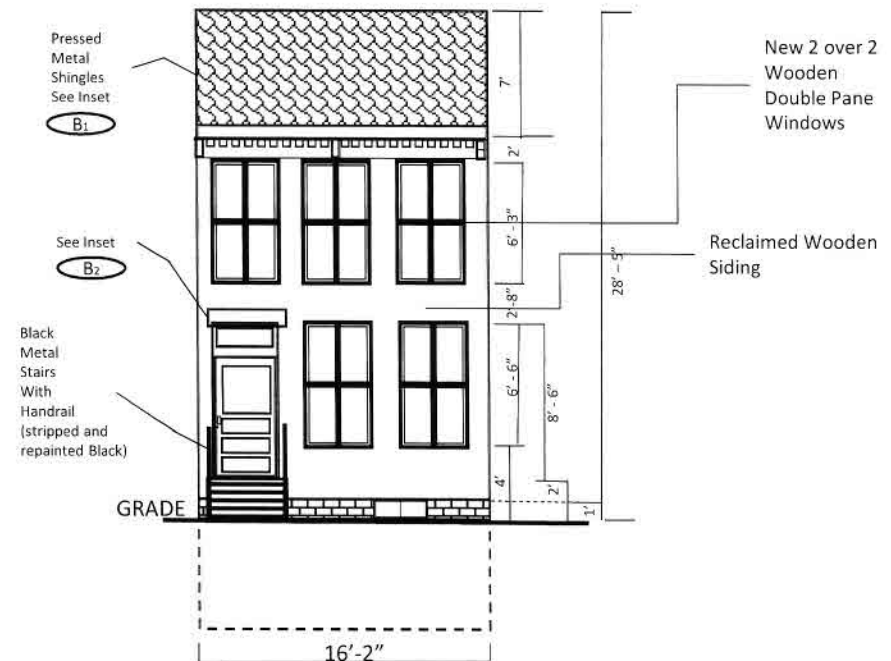 Pressed
Metal
Shingles
See Inset
B1
7'
New 2 over 2
Wooden
Double Pane
Windows
2'
6' - 3"
See Inset
B2
Reclaimed Wooden
Siding
28' – 5"
2'-8"
Black
Metal
Stairs
With
Handrail
(stripped and
repainted Black)
6' - 6"
8' - 6"
4'
2'
1'
GRADE
16'-2"